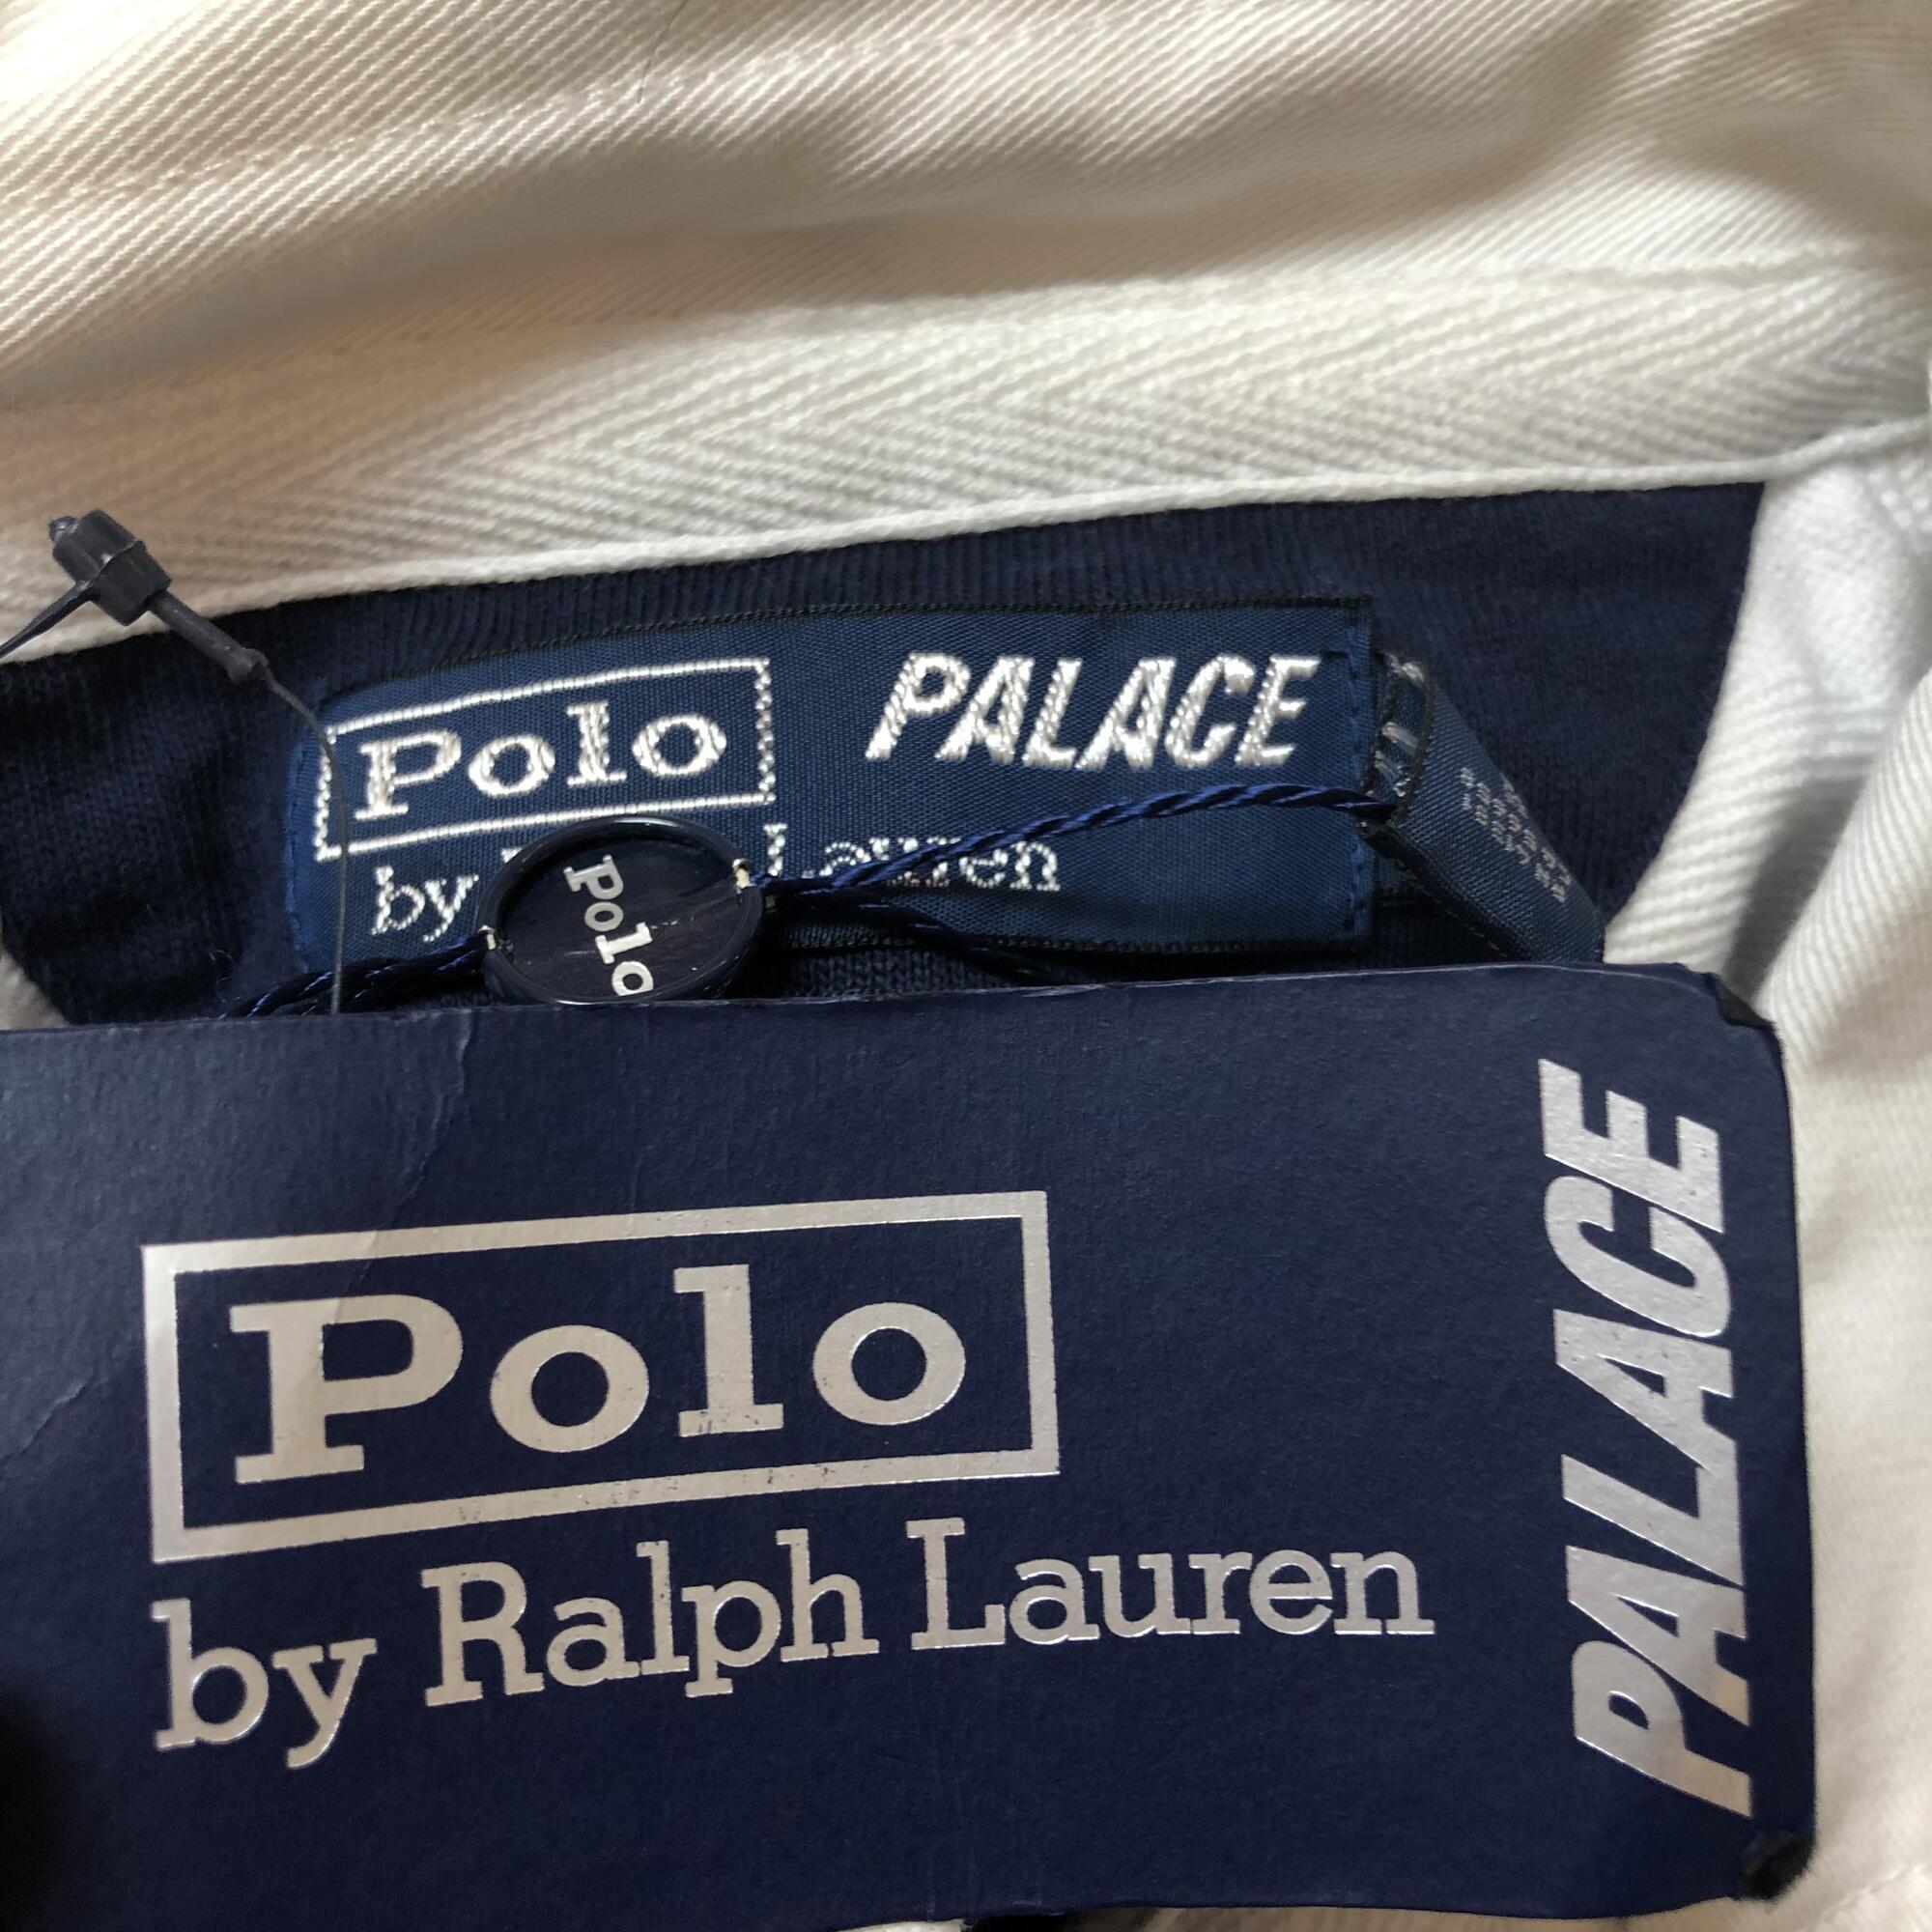 Polo PALACE
by Lauren
Polo
Polo
by Ralph Lauren
PALACE